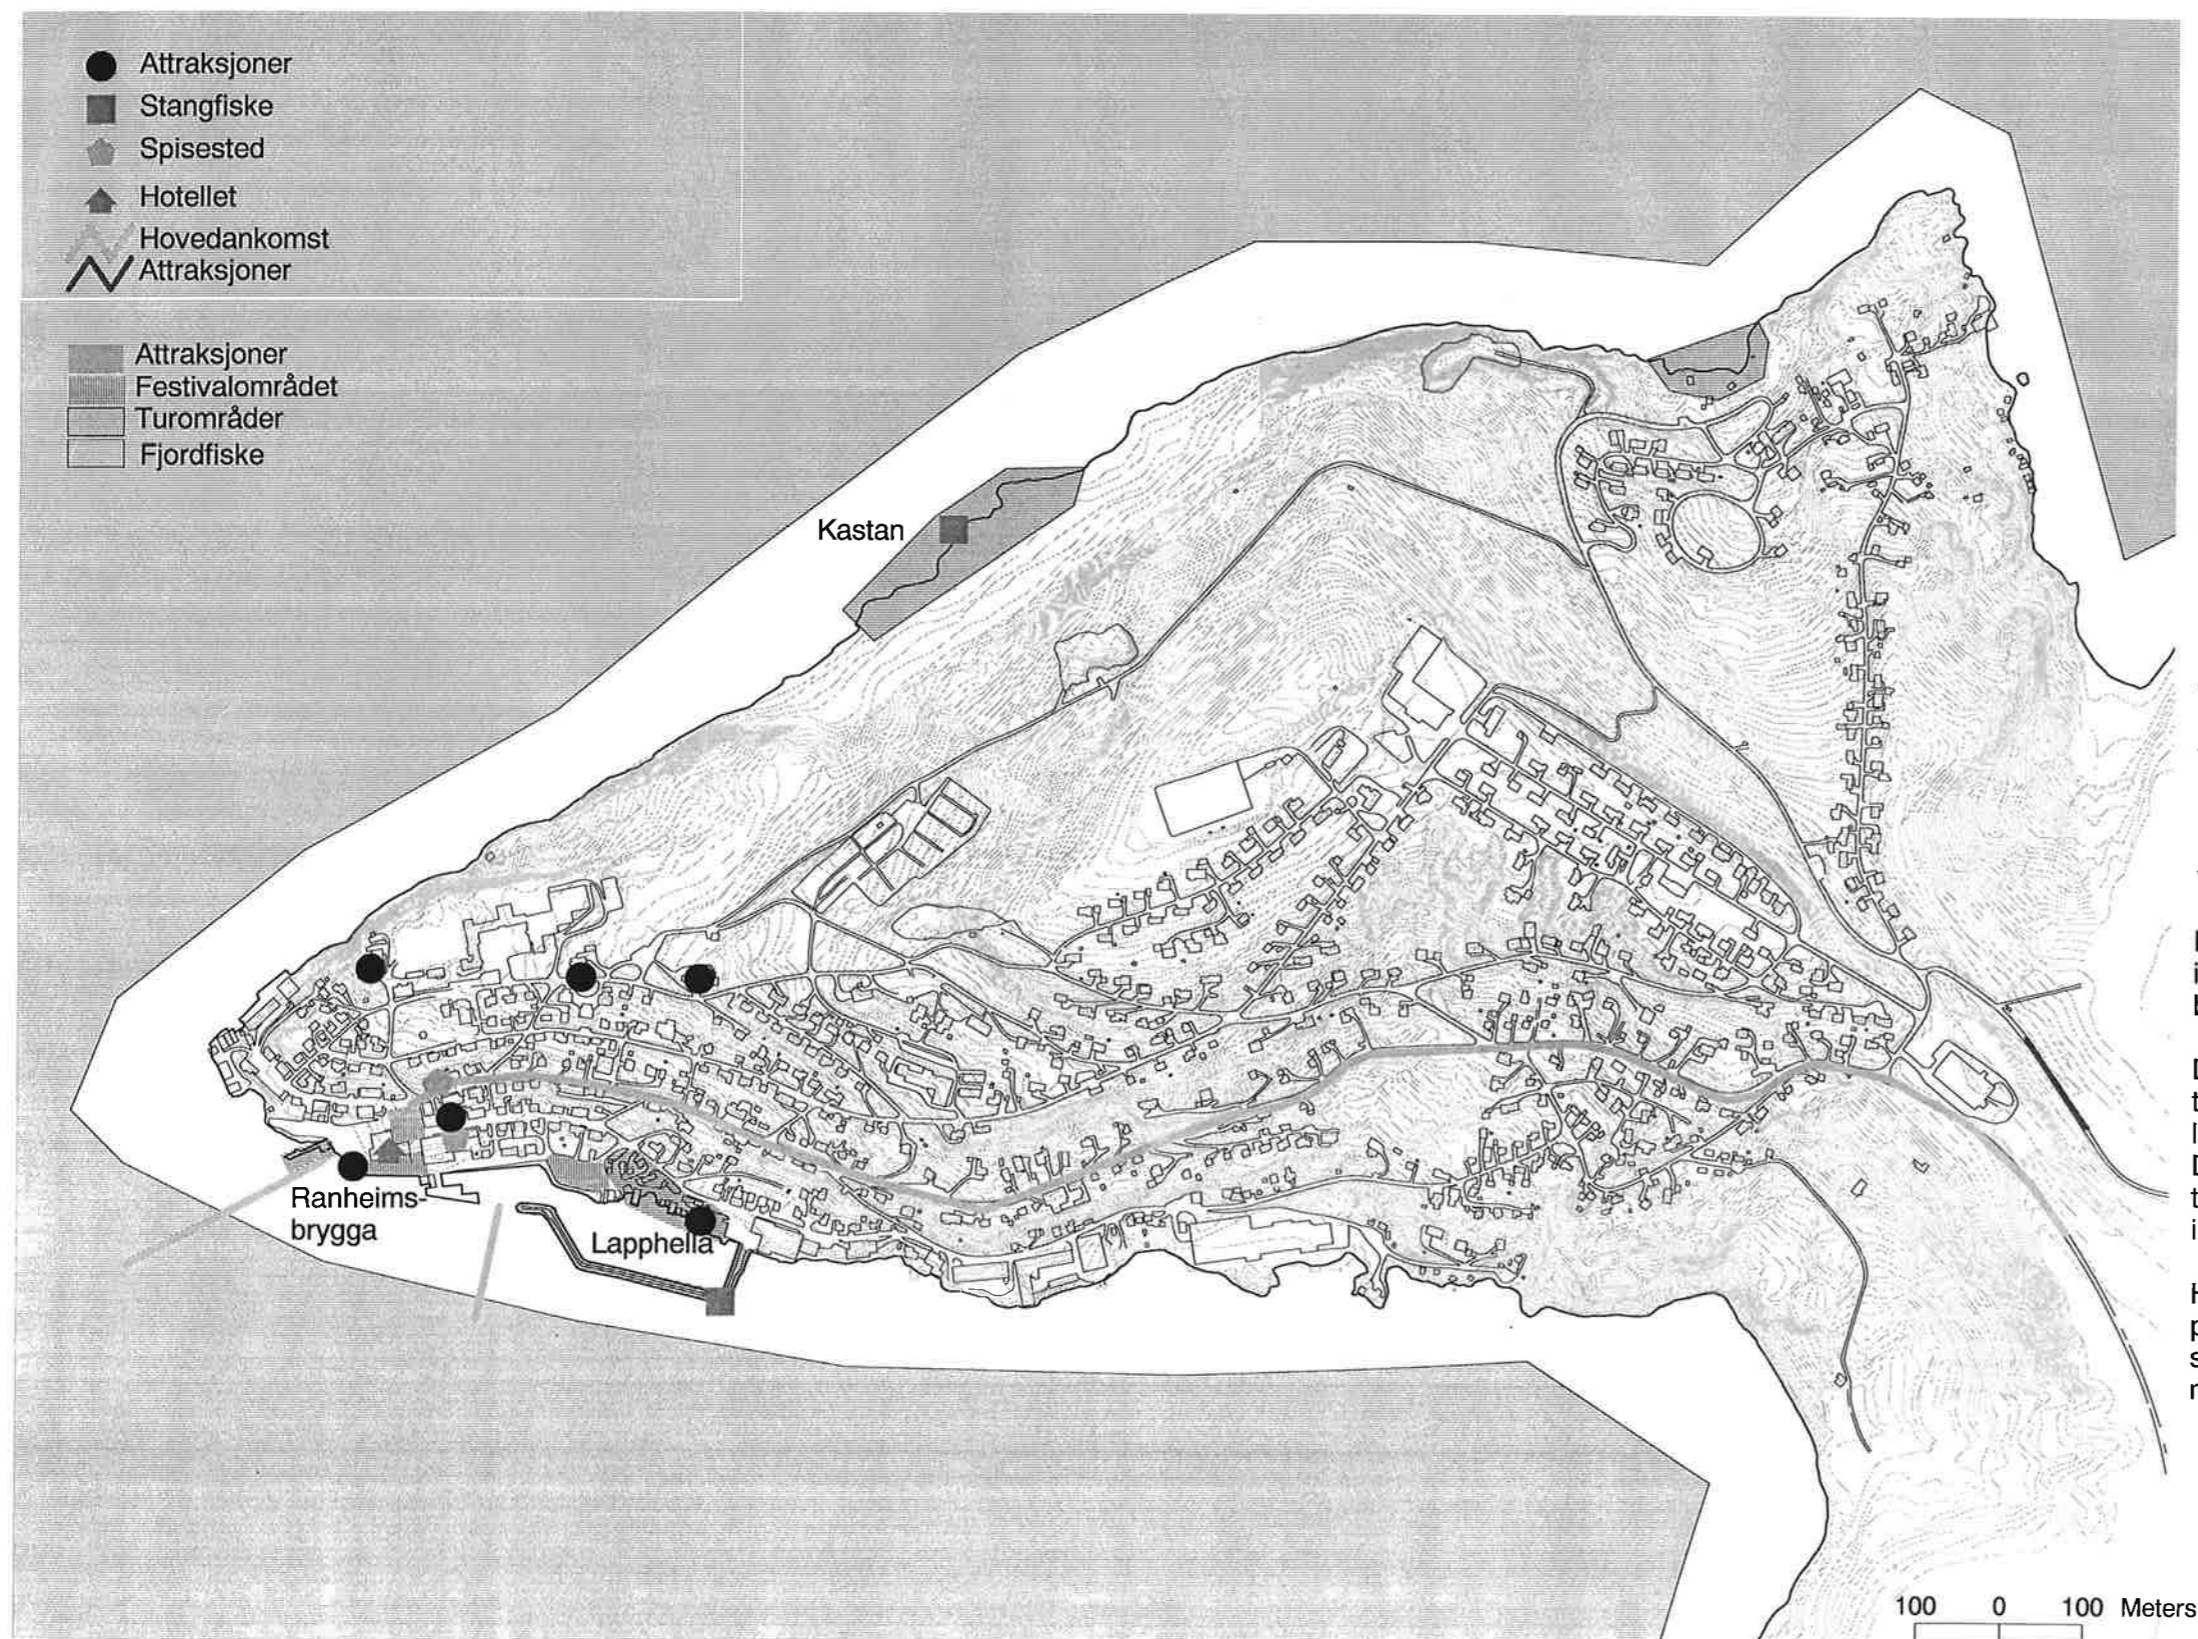 Attraksjoner
Stangfiske
Spisested
Hotellet
Hovedankomst
Attraksjoner
Attraksjoner
Festivalområdet
Turområder
Fjordfiske
Kastan
Ranheims-
brygga
Lapphella
100 0 100 Meters